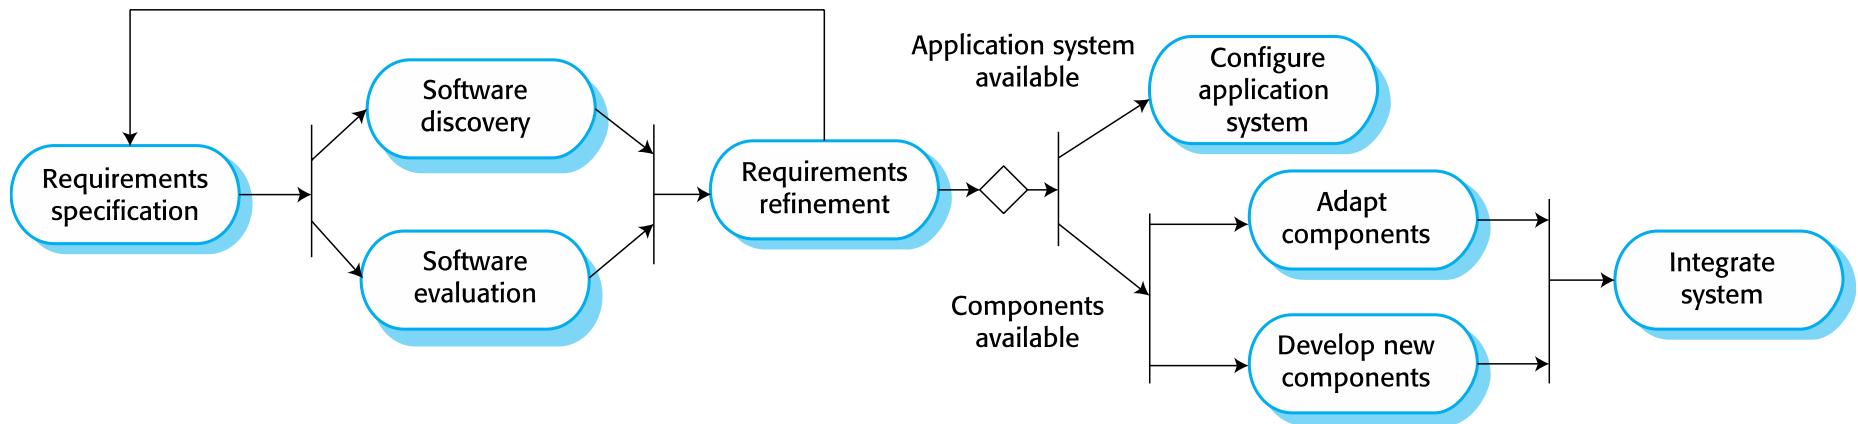 Requirements
specification
Software
discovery
Software
evaluation
Requirements
refinement
Application system
available
Configure
application
system
Components
available
Adapt
components
Develop new
components
Integrate
system